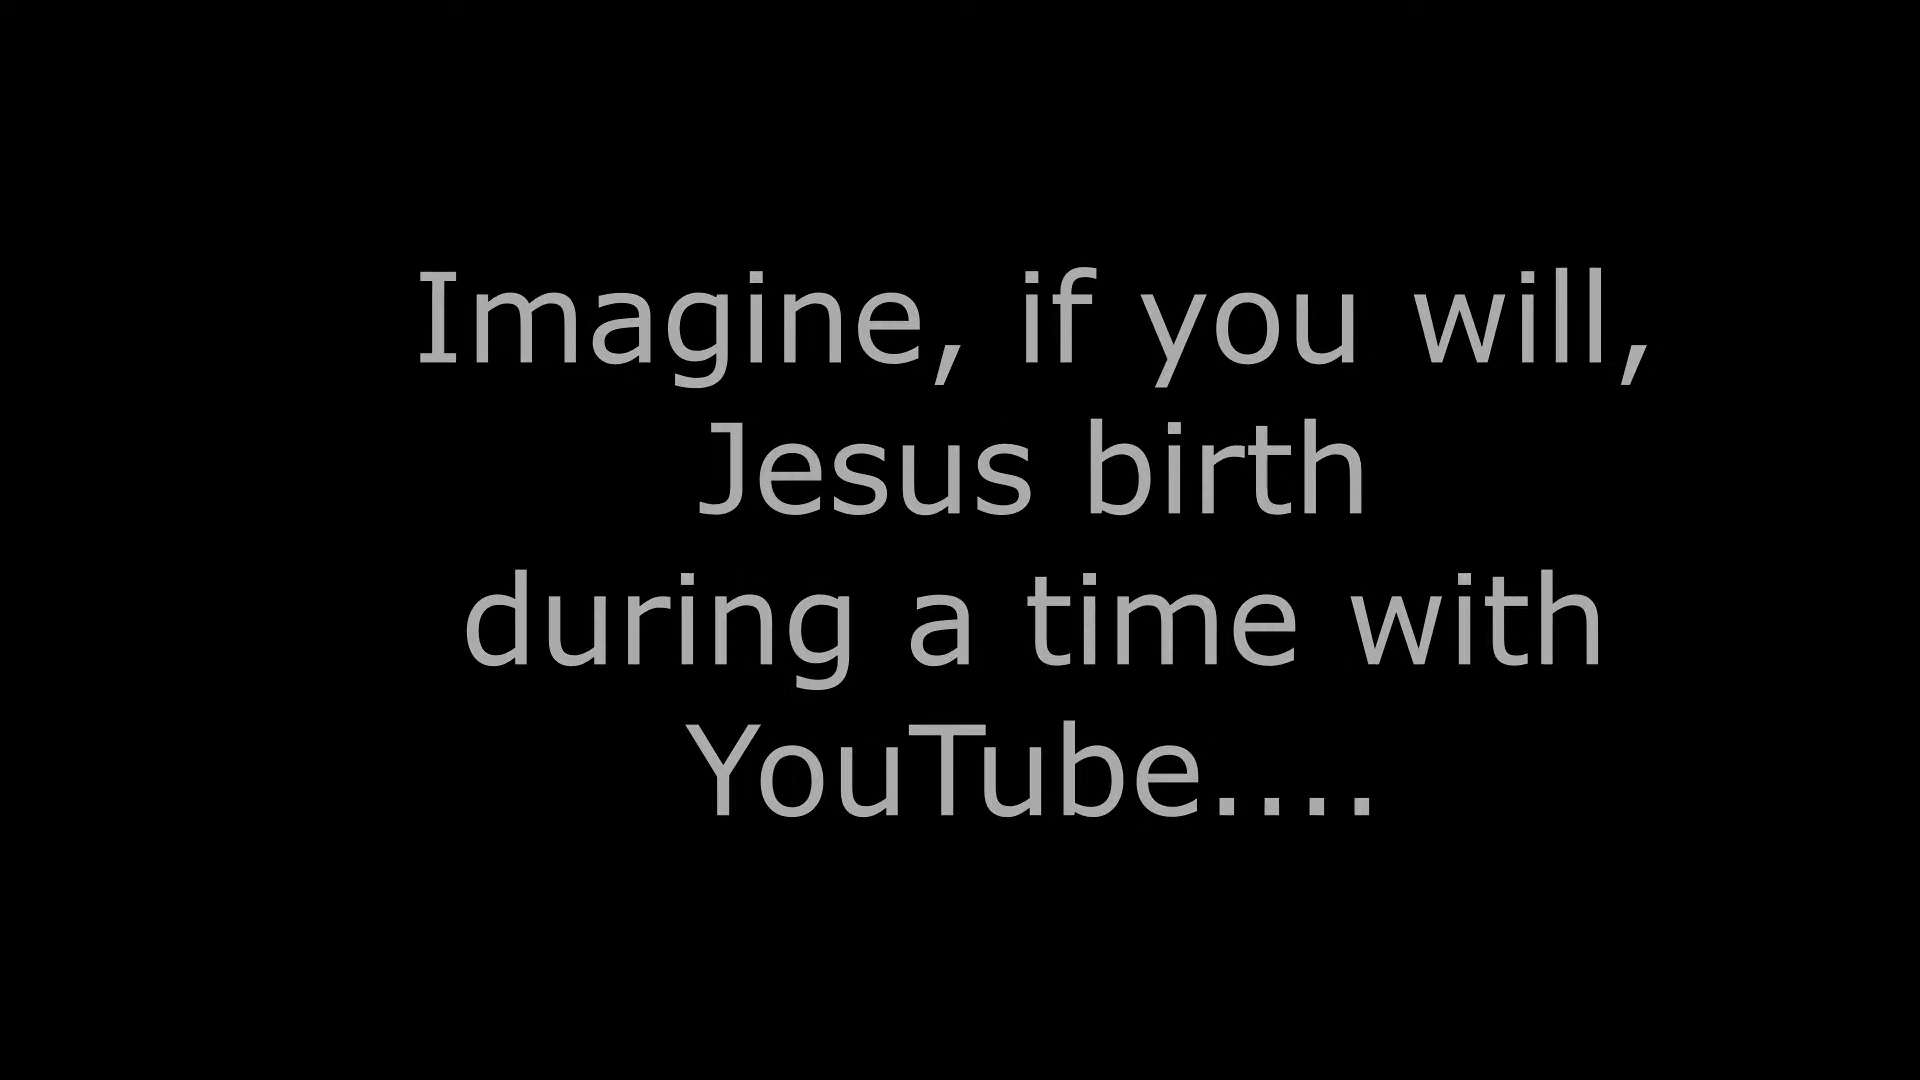 Imagine, if you will,
Jesus birth
during a time with
YouTube....